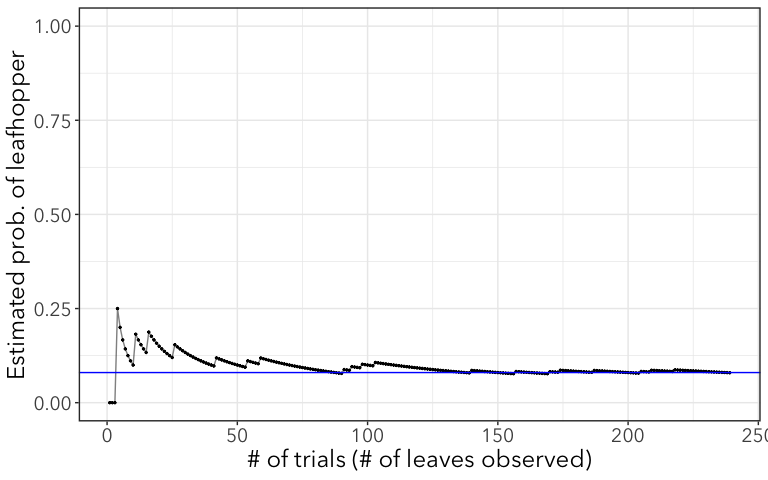 Estimated prob. of leafhopper
1.00
0.75
0.50
0.25
0.00
0 50 100 150 200 250
# of trials (# of leaves observed)